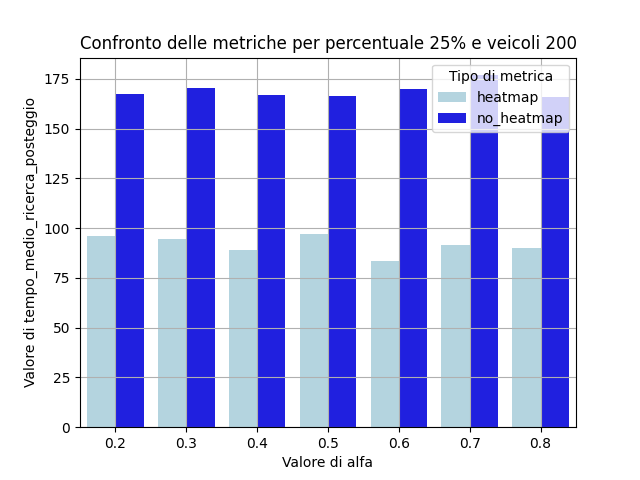 Confronto delle metriche per percentuale 25% e veicoli 200
Valore di tempo_medio_ricerca_posteggio
175
150
125
100
75
50
25
0
Tipo di metrica
heatmap
no_heatmap
0.2 0.3 0.4 0.5 0.6 0.7 0.8
Valore di alfa